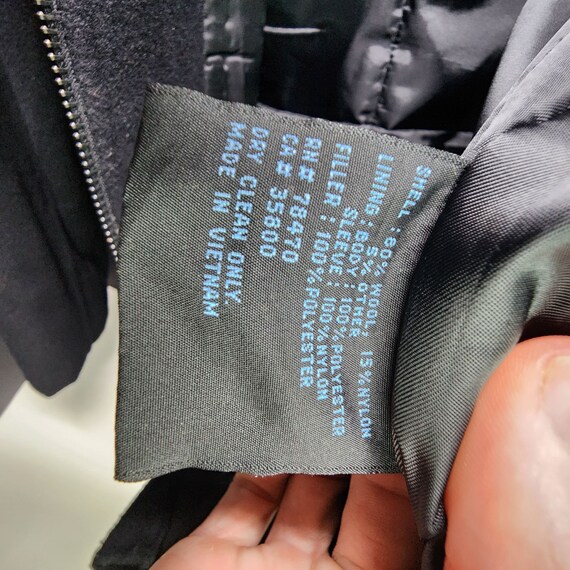 SHELL : 80% WOOL; 15%NYLON
5% OTHER
LINING : BODY : 100% POLYESTER
SLEEVE : 100%NYLON
FILLER : 100%POLYESTER
RN# 78470
CA# 35800
DRY CLEAN ONLY
MADE IN VIETNAM